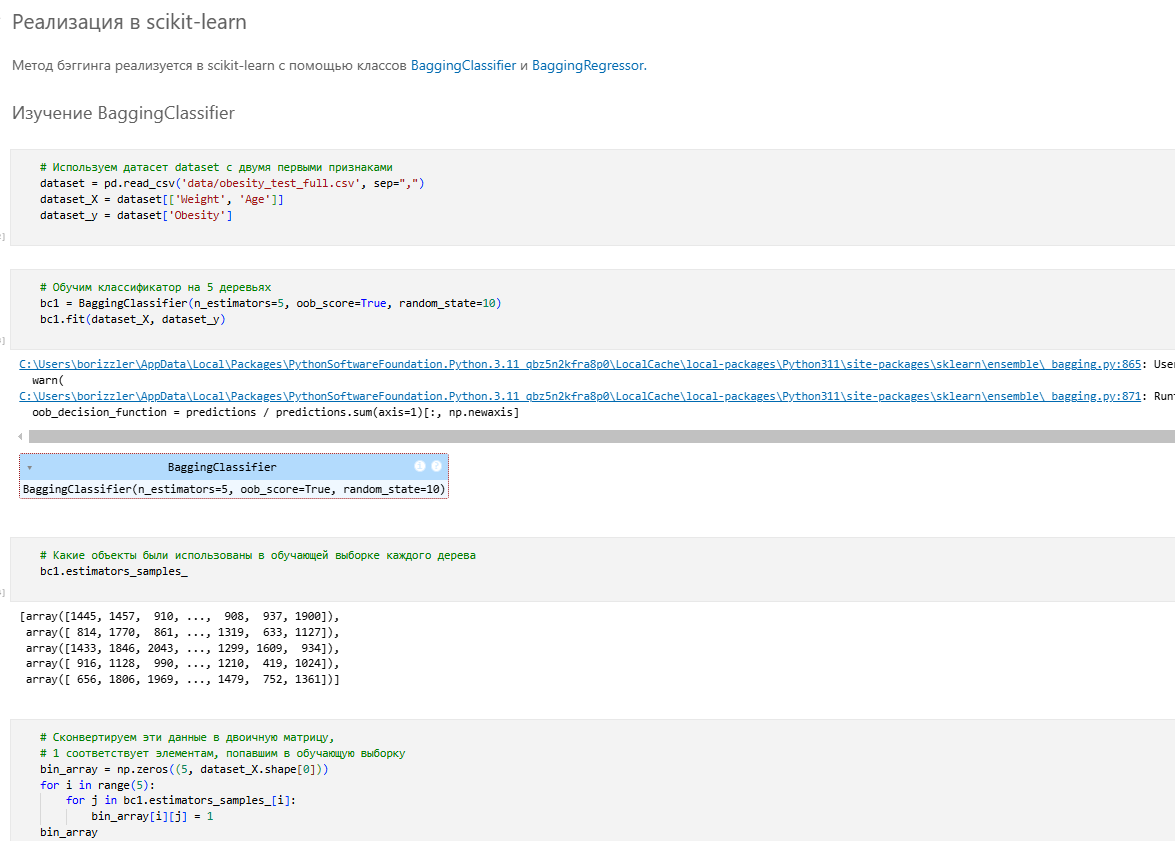 Реализация в scikit-learn
Метод бэггинга реализуется в scikit-learn с помощью классов BaggingClassifier и BaggingRegressor.
Изучение BaggingClassifier
# Используем датасет dataset с двумя первыми признаками
dataset = pd.read_csv('data/obesity_test_full.csv', sep=",")
dataset_X = dataset[['Weight', 'Age']]
dataset_y = dataset['Obesity']
# Обучим классификатор на 5 деревьях
bc1 = BaggingClassifier(n_estimators=5, oob_score=True, random_state=10)
bc1.fit(dataset_X, dataset_y)
C:\Users\borizzler\AppData\Local\Packages\PythonSoftwareFoundation.Python.3.11_qbz5n2kfra8p0\LocalCache\local-packages\Python311\site-packages\sklearn\ensemble\_bagging.py:865: User
warn(
C:\Users\borizzler\AppData\Local\Packages\PythonSoftwareFoundation.Python.3.11_qbz5n2kfra8p0\LocalCache\local-packages\Python311\site-packages\sklearn\ensemble\_bagging.py:871: Runt
oob_decision_function = predictions / predictions.sum(axis=1)[:, np.newaxis]
BaggingClassifier
BaggingClassifier(n_estimators=5, oob_score=True, random_state=10)
# Какие объекты были использованы в обучающей выборке каждого дерева
bc1.estimators_samples_
[array([1445, 1457,  910, ...,  908,  937, 1900]),
array([ 814, 1770,  861, ..., 1319,  633, 1127]),
array([1433, 1846, 2043, ..., 1299, 1609,  934]),
array([ 916, 1128,  990, ..., 1210,  419, 1024]),
array([ 656, 1806, 1969, ..., 1479,  752, 1361])]
# Сконвертируем эти данные в двоичную матрицу,
# 1 соответствует элементам, попавшим в обучающую выборку
bin_array = np.zeros((5, dataset_X.shape[0]))
for i in range(5):
for j in bc1.estimators_samples_[i]:
bin_array[i][j] = 1
bin_array